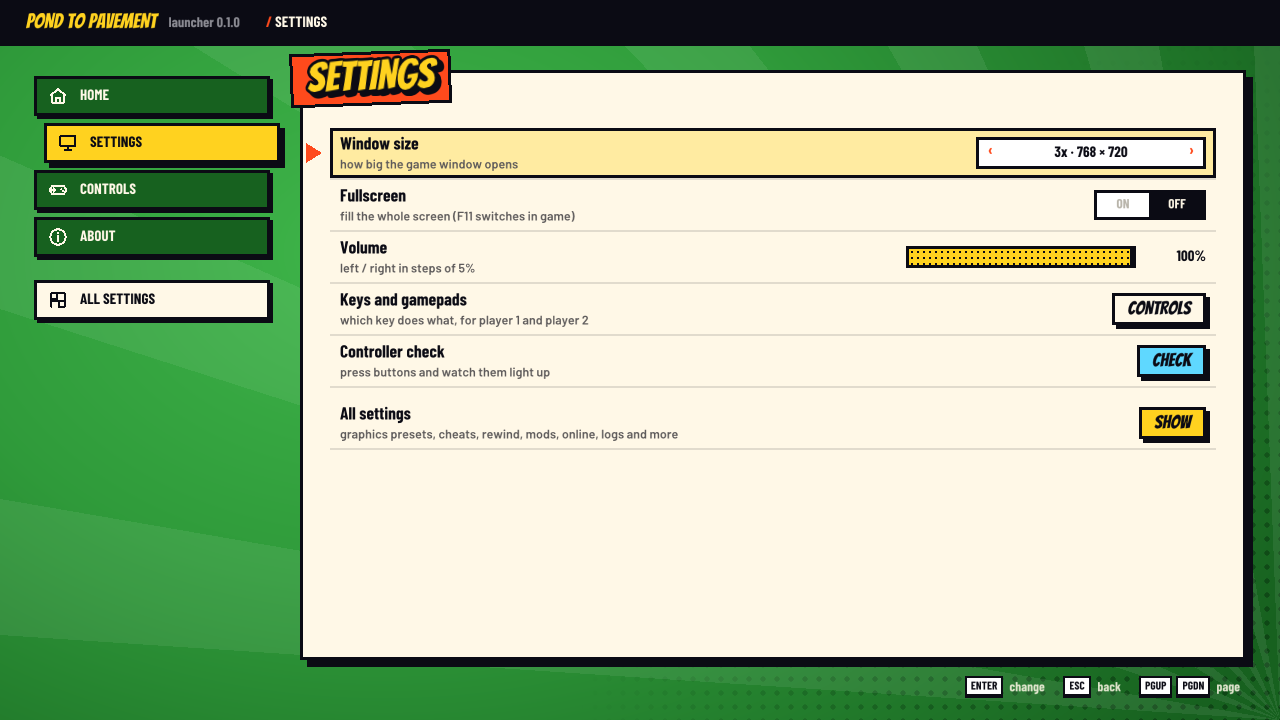 POND TO PAVEMENT launcher 0.1.0 / SETTINGS
SETTINGS
HOME
SETTINGS
CONTROLS
ABOUT
ALL SETTINGS
Window size
how big the game window opens
‹ 3x · 768 × 720 ›
Fullscreen
fill the whole screen (F11 switches in game)
ON OFF
Volume
left / right in steps of 5%
100%
Keys and gamepads
which key does what, for player 1 and player 2
CONTROLS
Controller check
press buttons and watch them light up
CHECK
All settings
graphics presets, cheats, rewind, mods, online, logs and more
SHOW
ENTER change ESC back PGUP PGDN page